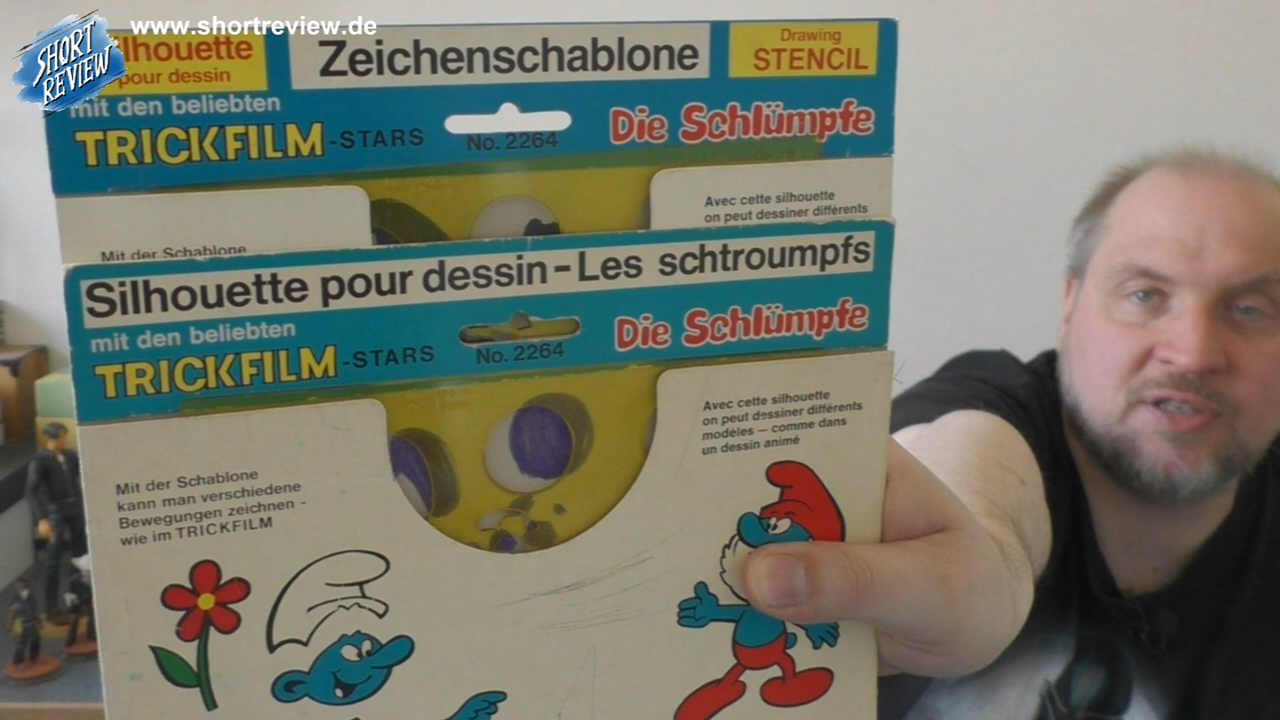 www.shortreview.de
SHORT
REVIEW
lhouette
pour dessin
Zeichenschablone
Drawing
STENCIL
mit den beliebten
TRICKFILM-STARS
No. 2264
Die Schlümpfe
Avec cette silhouette
on peut dessiner différents
Mit der Schablone
Silhouette pour dessin-Les schtroumpfs
mit den beliebten
TRICKFILM-STARS
No. 2264
Die Schlümpfe
Avec cette silhouette
on peut dessiner différents
modèles — comme dans
un dessin animé
Mit der Schablone
kann man verschiedene
Bewegungen zeichnen -
wie im TRICKFILM